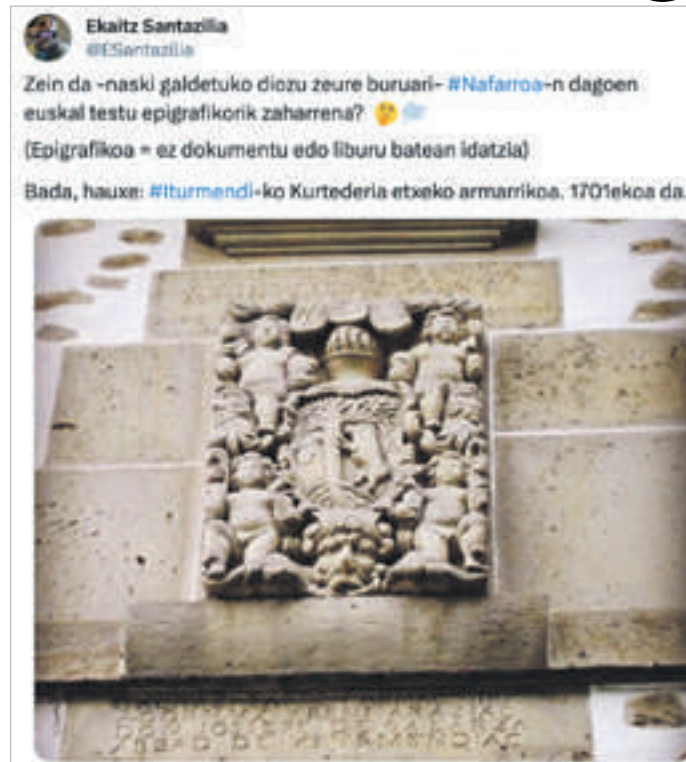 Ekaitz Santazilia
@ESantazilia
Zein da -naski galdetuko diozu zeure buruari- #Nafarroa-n dagoen
euskal testu epigrafikorik zaharrena? 🤔
(Epigrafikoa = ez dokumentu edo liburu batean idatzia)
Bada, hauxe: #Iturmendi-ko Kurtederia etxeko armarrikoa. 1701ekoa da.